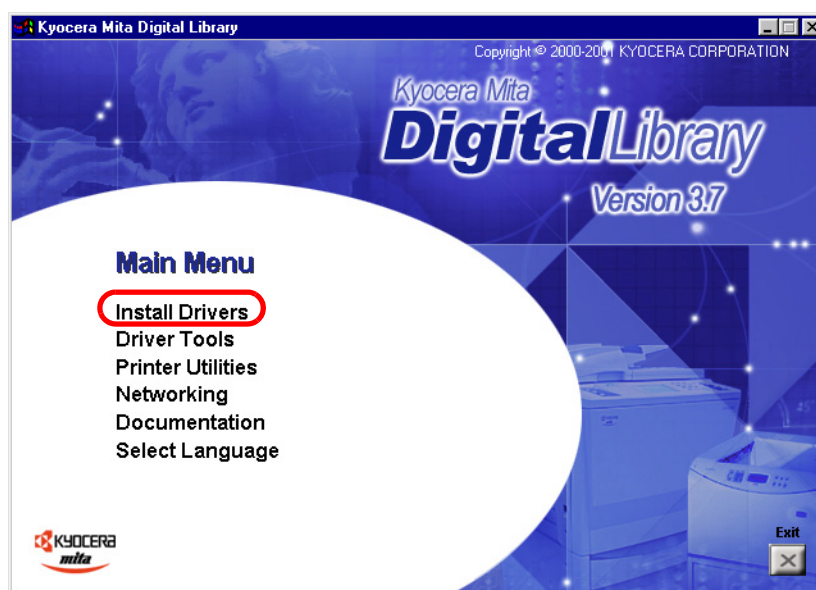 Kyocera Mita Digital Library
Copyright © 2000-2001 KYOCERA CORPORATION
Kyocera Mita
DigitalLibrary
Version 3.7
Main Menu
Install Drivers
Driver Tools
Printer Utilities
Networking
Documentation
Select Language
KYOCERA
mita
Exit